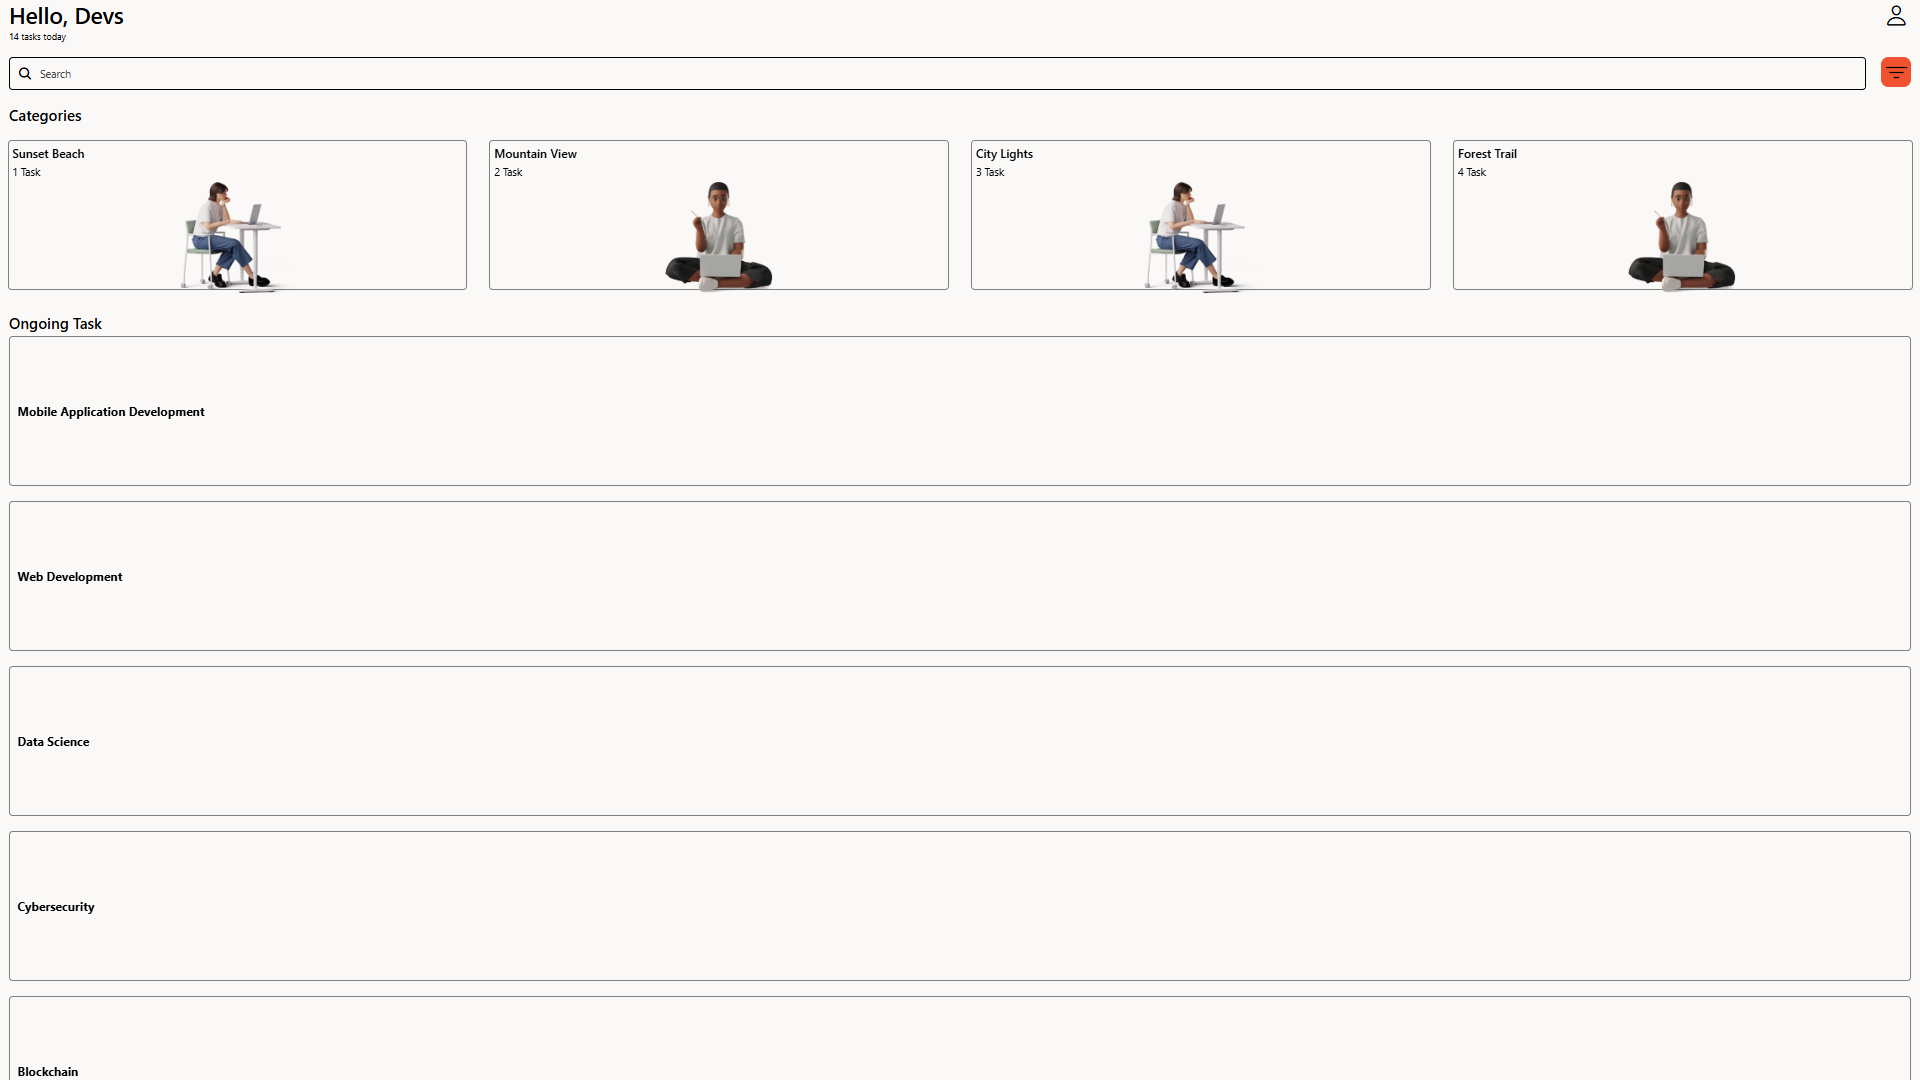 Hello, Devs
14 tasks today
Search
Categories
Sunset Beach
1 Task
Mountain View
2 Task
City Lights
3 Task
Forest Trail
4 Task
Ongoing Task
Mobile Application Development
Web Development
Data Science
Cybersecurity
Blockchain